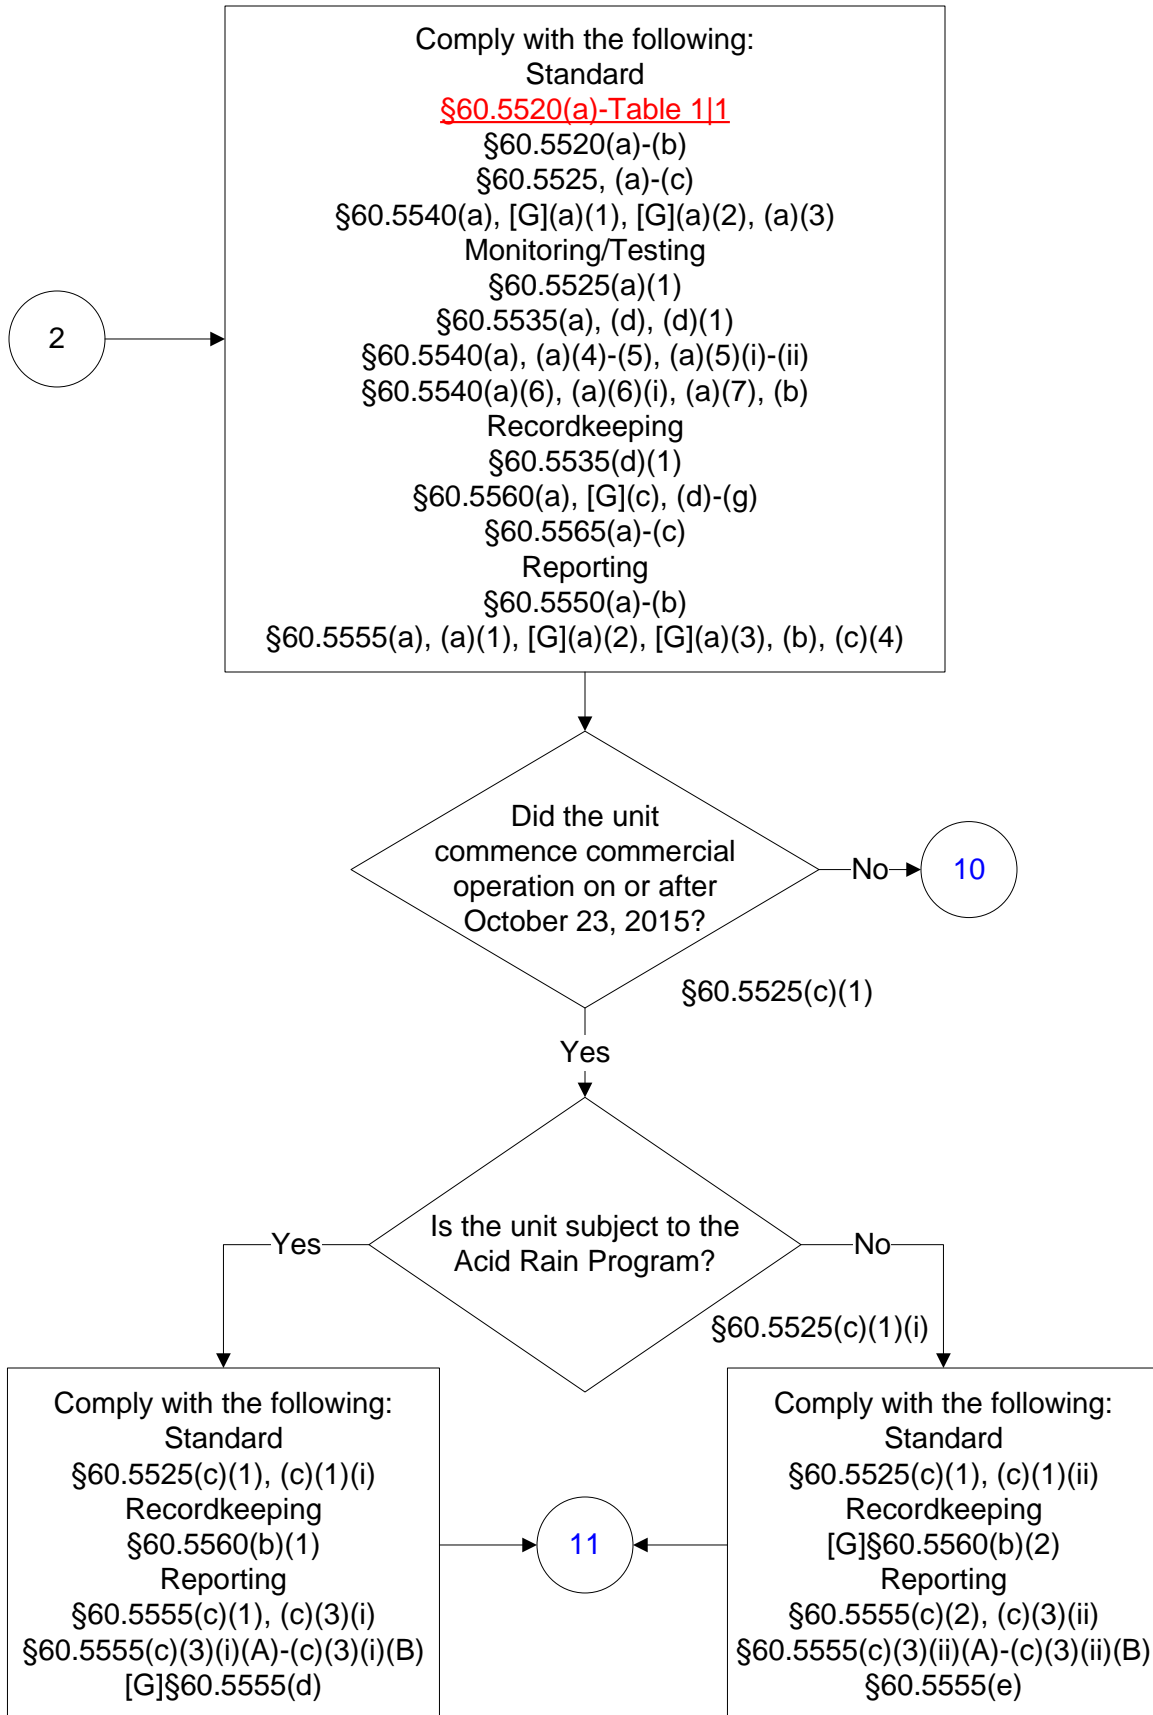 Comply with the following:
Standard
§60.5520(a)-Table 1|1
§60.5520(a)-(b)
§60.5525, (a)-(c)
§60.5540(a), [G](a)(1), [G](a)(2), (a)(3)
Monitoring/Testing
§60.5525(a)(1)
§60.5535(a), (d), (d)(1)
§60.5540(a), (a)(4)-(5), (a)(5)(i)-(ii)
§60.5540(a)(6), (a)(6)(i), (a)(7), (b)
Recordkeeping
§60.5535(d)(1)
§60.5560(a), [G](c), (d)-(g)
§60.5565(a)-(c)
Reporting
§60.5550(a)-(b)
§60.5555(a), (a)(1), [G](a)(2), [G](a)(3), (b), (c)(4)
2
Did the unit
commence commercial
operation on or after
October 23, 2015?
No
10
§60.5525(c)(1)
Yes
Is the unit subject to the
Acid Rain Program?
Yes
No
§60.5525(c)(1)(i)
Comply with the following:
Standard
§60.5525(c)(1), (c)(1)(i)
Recordkeeping
§60.5560(b)(1)
Reporting
§60.5555(c)(1), (c)(3)(i)
§60.5555(c)(3)(i)(A)-(c)(3)(i)(B)
[G]§60.5555(d)
11
Comply with the following:
Standard
§60.5525(c)(1), (c)(1)(ii)
Recordkeeping
[G]§60.5560(b)(2)
Reporting
§60.5555(c)(2), (c)(3)(ii)
§60.5555(c)(3)(ii)(A)-(c)(3)(ii)(B)
§60.5555(e)